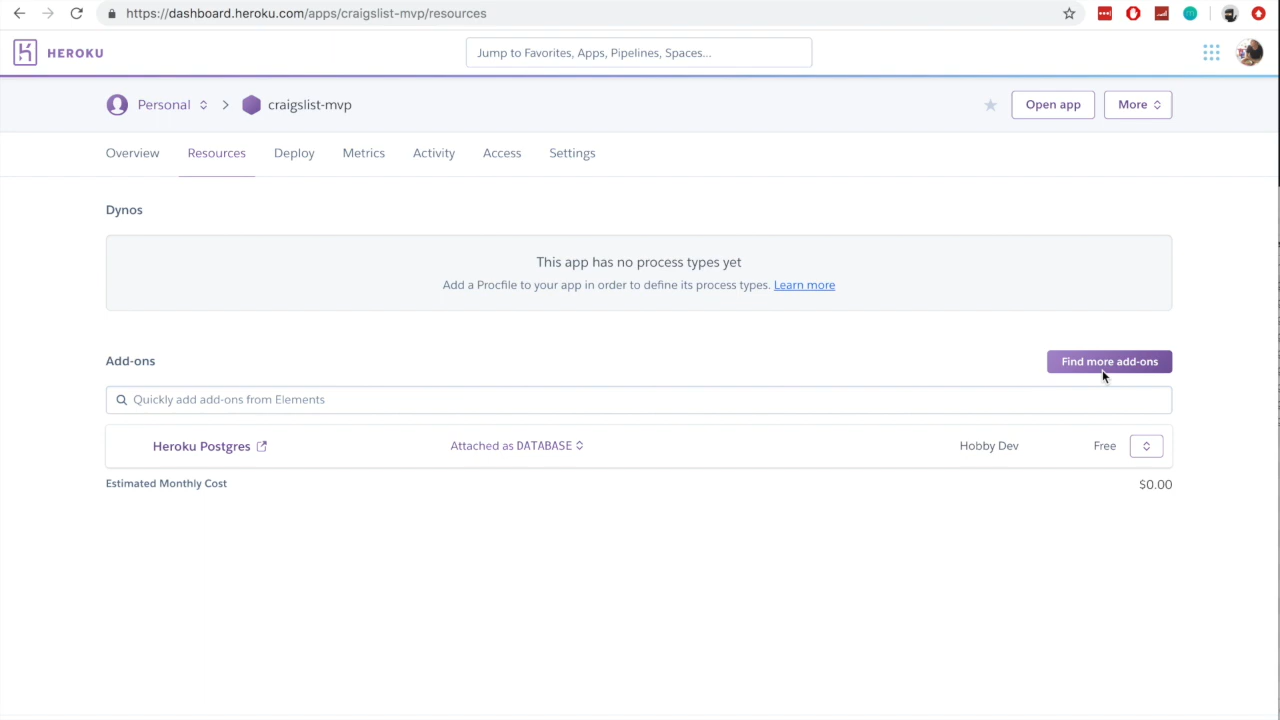 https://dashboard.heroku.com/apps/craigslist-mvp/resources
HEROKU
Jump to Favorites, Apps, Pipelines, Spaces...
Personal
craigslist-mvp
Open app
More
Overview
Resources
Deploy
Metrics
Activity
Access
Settings
Dynos
This app has no process types yet
Add a Procfile to your app in order to define its process types. Learn more
Add-ons
Find more add-ons
Quickly add add-ons from Elements
Heroku Postgres
Attached as DATABASE
Hobby Dev
Free
Estimated Monthly Cost
$0.00